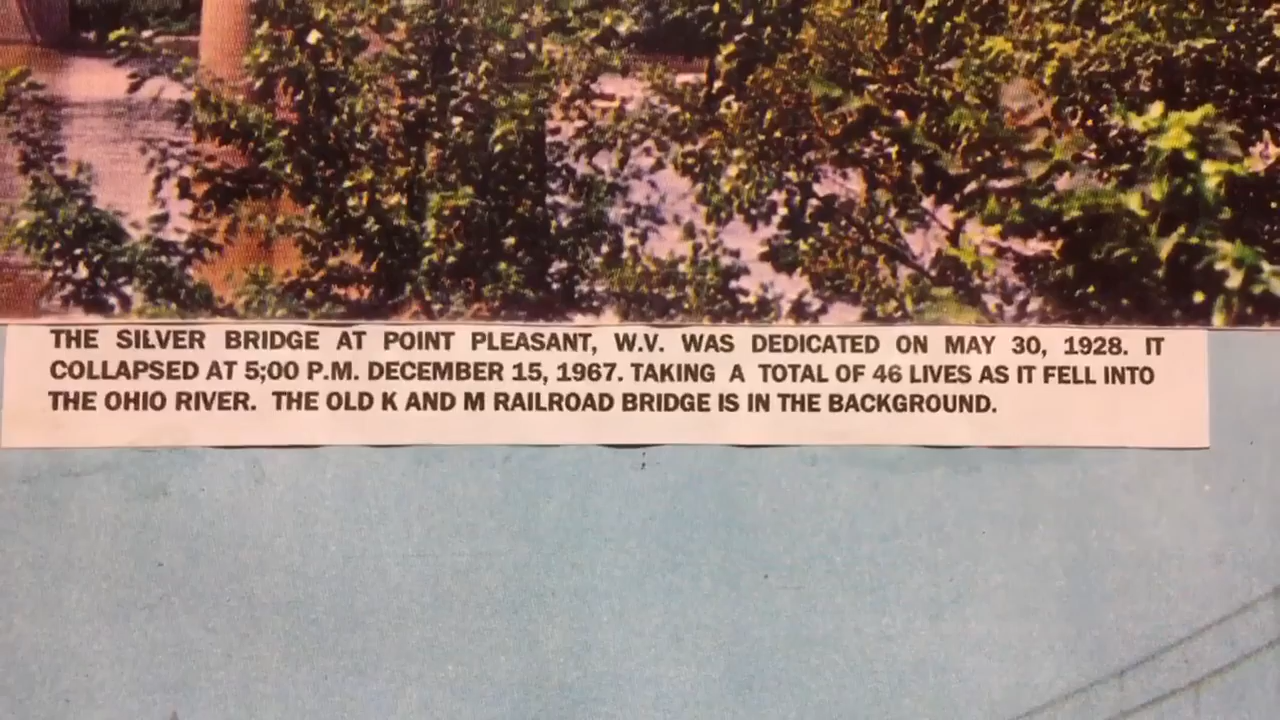 THE SILVER BRIDGE AT POINT PLEASANT, W.V. WAS DEDICATED ON MAY 30, 1928. IT
COLLAPSED AT 5;00 P.M. DECEMBER 15, 1967. TAKING A TOTAL OF 46 LIVES AS IT FELL INTO
THE OHIO RIVER. THE OLD K AND M RAILROAD BRIDGE IS IN THE BACKGROUND.